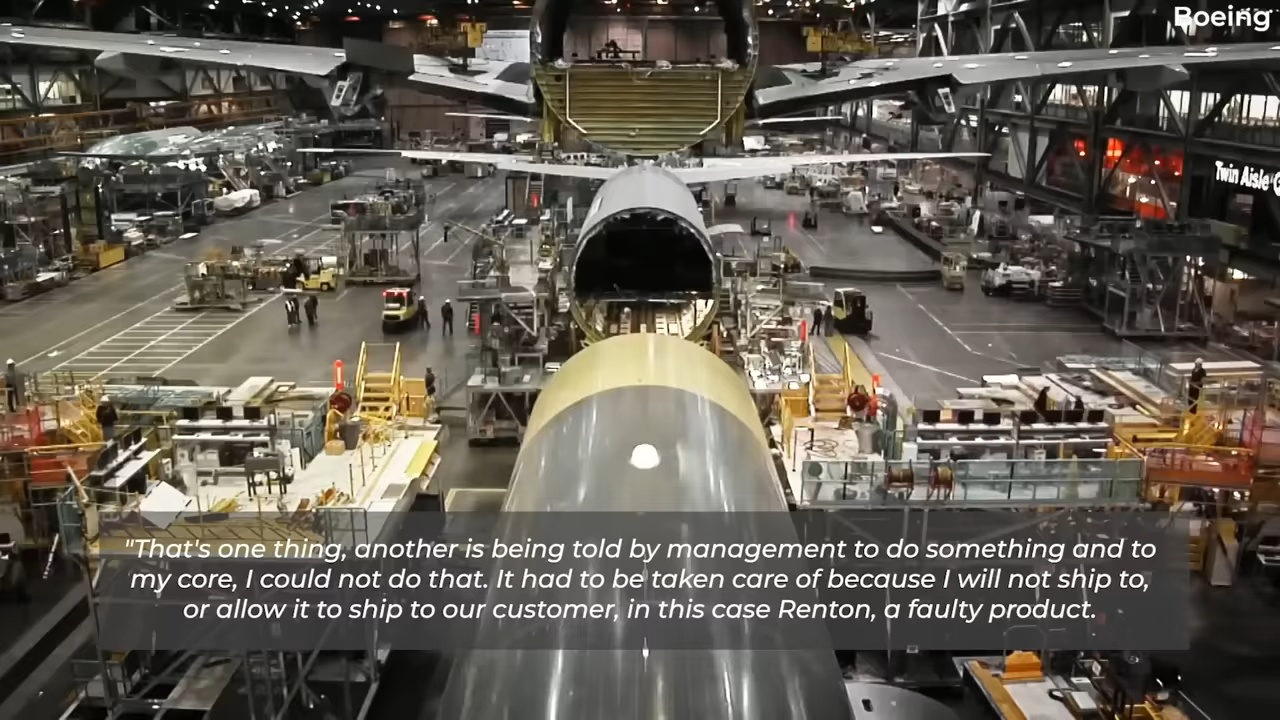 Boeing
Twin Aisle
"That's one thing, another is being told by management to do something and to
my core, I could not do that. It had to be taken care of because I will not ship to,
or allow it to ship to our customer, in this case Renton, a faulty product.